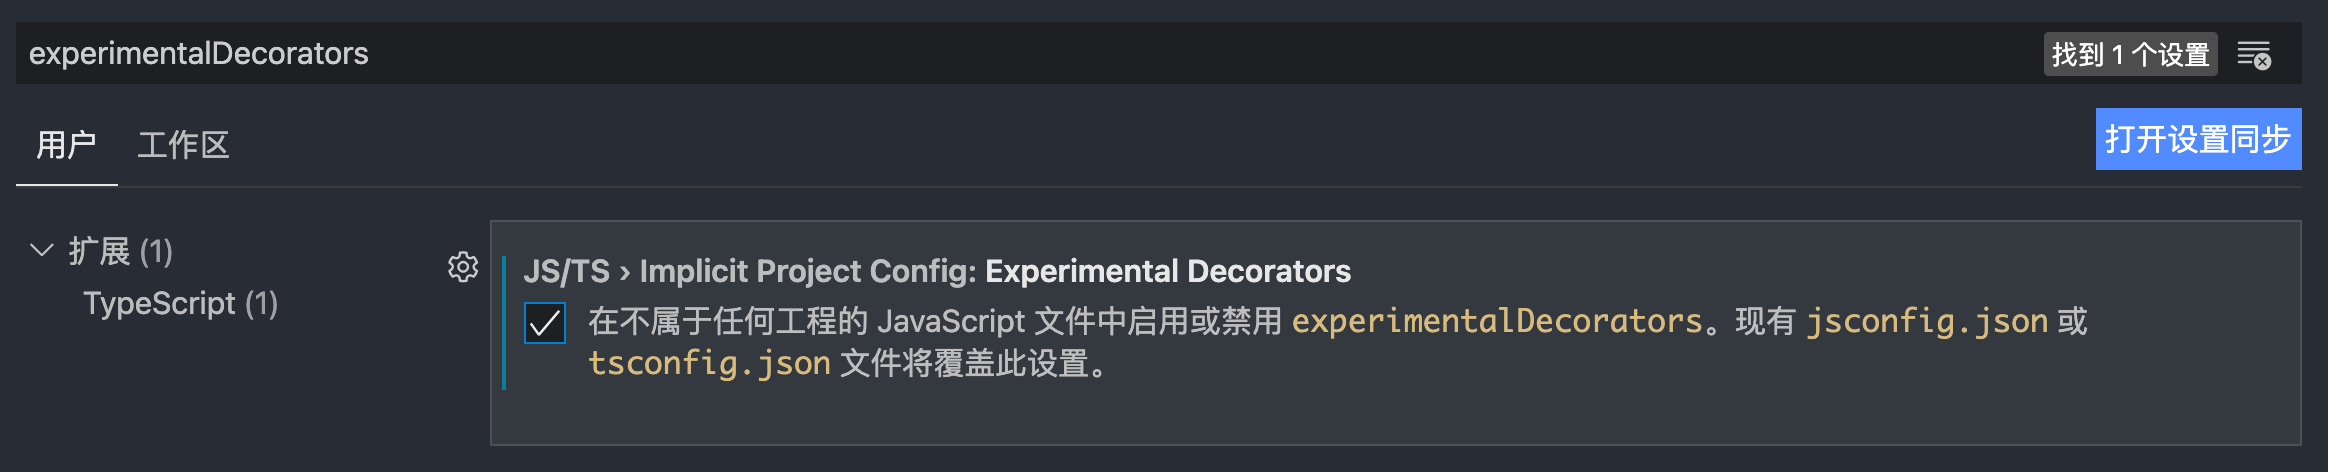 experimentalDecorators
找到 1 个设置
用户
工作区
打开设置同步
扩展 (1)
TypeScript (1)
JS/TS › Implicit Project Config: Experimental Decorators
在不属于任何工程的 JavaScript 文件中启用或禁用 experimentalDecorators。现有 jsconfig.json 或
tsconfig.json 文件将覆盖此设置。